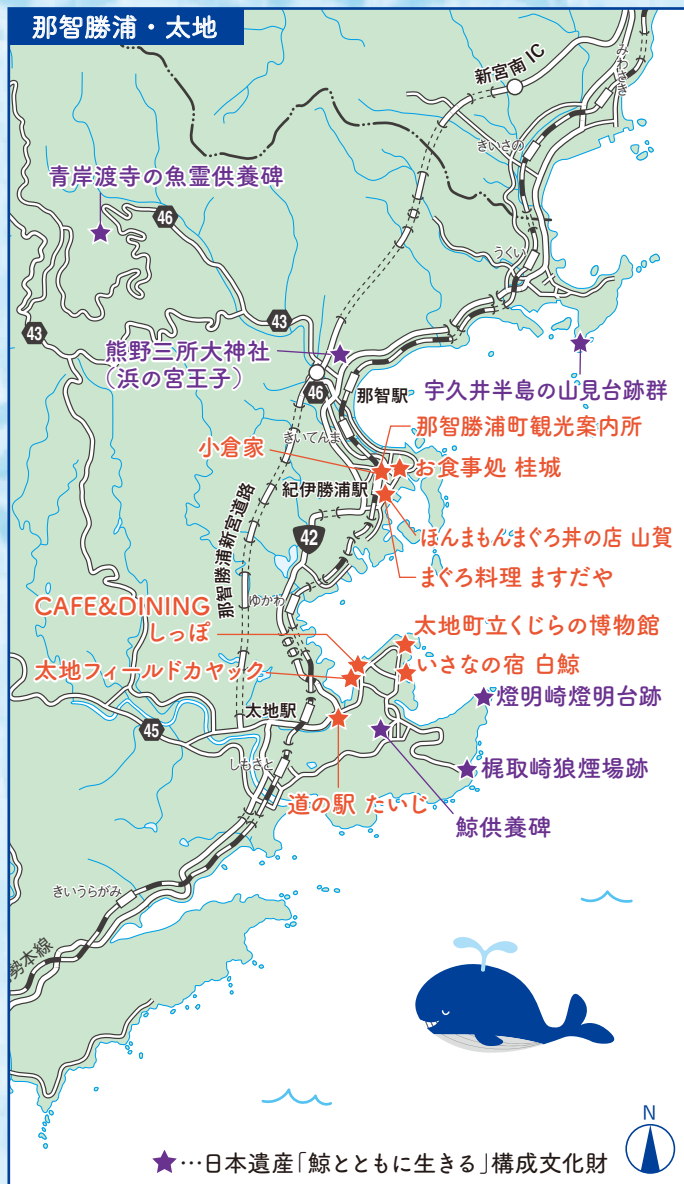 那智勝浦・太地
新宮南IC
みわさき
きいさの
青岸渡寺の魚霊供養碑
46
うくい
43
43
熊野三所大神社
(浜の宮王子)
46
那智駅
宇久井半島の山見台跡群
きいてんま
那智勝浦町観光案内所
小倉家
お食事処 桂城
紀伊勝浦駅
那智勝浦新宮道路
42
ほんまもんまぐろ丼の店 山賀
まぐろ料理 ますだや
ゆかわ
CAFE&DINING
しっぽ
太地町立くじらの博物館
太地フィールドカヤック
いさなの宿 白鯨
燈明崎燈明台跡
太地駅
45
しもさと
梶取崎狼煙場跡
道の駅 たいじ
鯨供養碑
きいうらがみ
勢本線
N
★…日本遺産「鯨とともに生きる」構成文化財